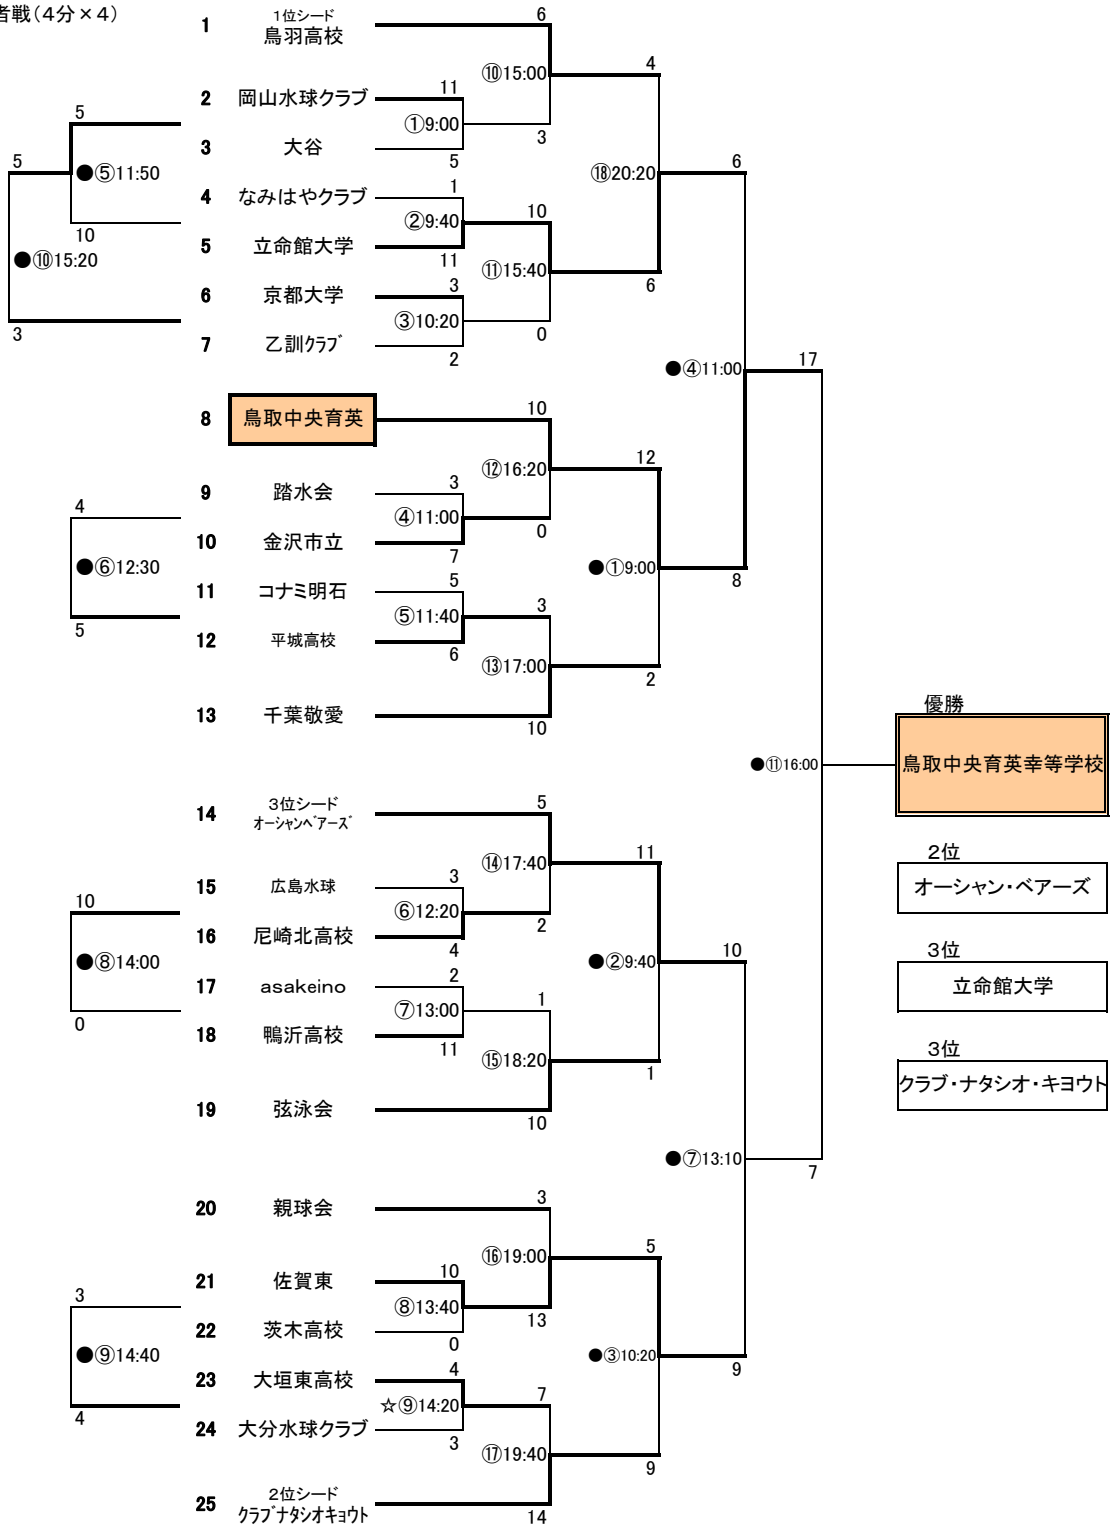 者戦(4分×4)
1 1位シード
鳥羽高校
6
⑩15:00
4
2 岡山水球クラブ 11
①9:00
3 大谷 5
3
5
●⑤11:50
5
10
●⑩15:20
3
⑱20:20
6
4 なみはやクラブ 1
②9:40
5 立命館大学 11
10
⑪15:40
6
6 京都大学 3
③10:20
7 乙訓クラブ 2
0
●④11:00
17
8 鳥取中央育英 10
⑫16:20
12
9 踏水会 3
④11:00
10 金沢市立 7
0
4
●⑥12:30
5
●①9:00
8
11 コナミ明石 5
⑤11:40
12 平城高校 6
3
⑬17:00
2
13 千葉敬愛 10
優勝
鳥取中央育英幸等学校
●⑪16:00
14 3位シード
オーシャンベアーズ
5
⑭17:40
11
2位
オーシャン・ベアーズ
15 広島水球 3
⑥12:20
16 尼崎北高校 4
2
10
●⑧14:00
0
●②9:40
10
3位
立命館大学
17 asakeino 2
⑦13:00
18 鴨沂高校 11
1
⑮18:20
1
3位
クラブ・ナタシオ・キヨウト
19 弦泳会 10
●⑦13:10
7
20 親球会 3
⑯19:00
5
21 佐賀東 10
⑧13:40
22 茨木高校 0
13
3
●⑨14:40
4
●③10:20
9
23 大垣東高校 4
☆⑨14:20
24 大分水球クラブ 3
7
⑰19:40
9
25 2位シード
クラブナタシオキョウト
14